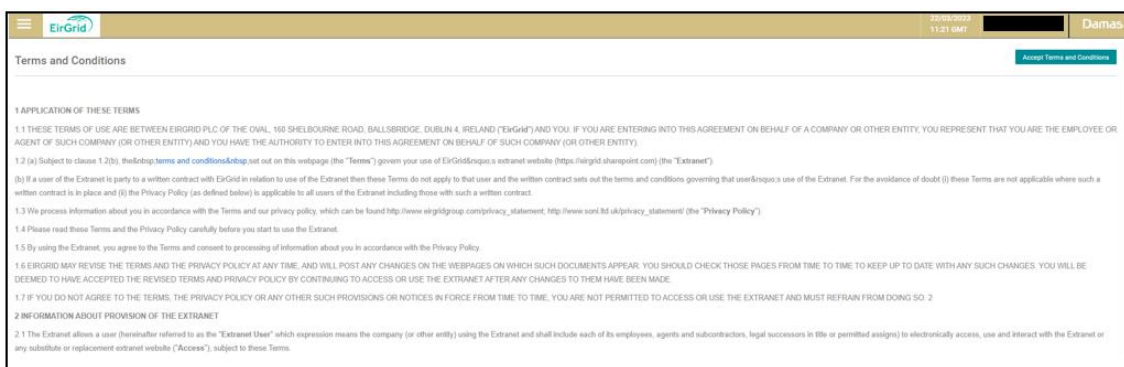 EirGrid
22/03/2023
11:21 GMT
Damas
Terms and Conditions
Accept Terms and Conditions
1 APPLICATION OF THESE TERMS
1.1 THESE TERMS OF USE ARE BETWEEN EIRGRID PLC OF THE OVAL, 160 SHELBOURNE ROAD, BALLSBRIDGE, DUBLIN 4, IRELAND ("EirGrid") AND YOU. IF YOU ARE ENTERING INTO THIS AGREEMENT ON BEHALF OF A COMPANY OR OTHER ENTITY, YOU REPRESENT THAT YOU ARE THE EMPLOYEE OR
AGENT OF SUCH COMPANY (OR OTHER ENTITY) AND YOU HAVE THE AUTHORITY TO ENTER INTO THIS AGREEMENT ON BEHALF OF SUCH COMPANY (OR OTHER ENTITY).
1.2 (a) Subject to clause 1.2(b), the&nbsp;terms and conditions&nbsp;set out on this webpage (the "Terms") govern your use of EirGrid&rsquo;s extranet website (https://eirgrid.sharepoint.com) (the "Extranet").
(b) If a user of the Extranet is party to a written contract with EirGrid in relation to use of the Extranet then these Terms do not apply to that user and the written contract sets out the terms and conditions governing that user&rsquo;s use of the Extranet. For the avoidance of doubt (i) these Terms are not applicable where such a
written contract is in place and (ii) the Privacy Policy (as defined below) is applicable to all users of the Extranet including those with such a written contract.
1.3 We process information about you in accordance with the Terms and our privacy policy, which can be found http://www.eirgridgroup.com/privacy_statement; http://www.soni.ltd.uk/privacy_statement/ (the "Privacy Policy").
1.4 Please read these Terms and the Privacy Policy carefully before you start to use the Extranet.
1.5 By using the Extranet, you agree to the Terms and consent to processing of information about you in accordance with the Privacy Policy.
1.6 EIRGRID MAY REVISE THE TERMS AND THE PRIVACY POLICY AT ANY TIME, AND WILL POST ANY CHANGES ON THE WEBPAGES ON WHICH SUCH DOCUMENTS APPEAR. YOU SHOULD CHECK THOSE PAGES FROM TIME TO TIME TO KEEP UP TO DATE WITH ANY SUCH CHANGES. YOU WILL BE
DEEMED TO HAVE ACCEPTED THE REVISED TERMS AND PRIVACY POLICY BY CONTINUING TO ACCESS OR USE THE EXTRANET AFTER ANY CHANGES TO THEM HAVE BEEN MADE.
1.7 IF YOU DO NOT AGREE TO THE TERMS, THE PRIVACY POLICY OR ANY OTHER SUCH PROVISIONS OR NOTICES IN FORCE FROM TIME TO TIME, YOU ARE NOT PERMITTED TO ACCESS OR USE THE EXTRANET AND MUST REFRAIN FROM DOING SO. 2
2 INFORMATION ABOUT PROVISION OF THE EXTRANET
2.1 The Extranet allows a user (hereinafter referred to as the "Extranet User" which expression means the company (or other entity) using the Extranet and shall include each of its employees, agents and subcontractors, legal successors in title or permitted assigns) to electronically access, use and interact with the Extranet or
any substitute or replacement extranet website ("Access"), subject to these Terms.